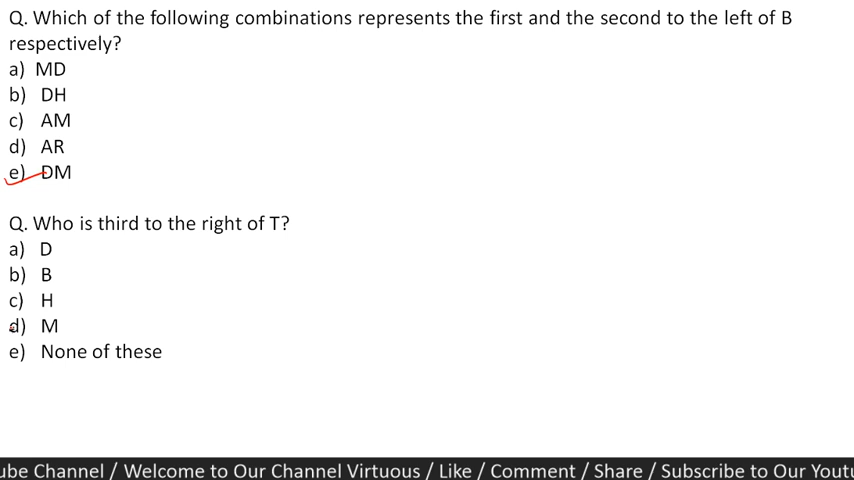 Q. Which of the following combinations represents the first and the second to the left of B
respectively?
a) MD
b) DH
c) AM
d) AR
e) DM
Q. Who is third to the right of T?
a) D
b) B
c) H
d) M
e) None of these
ube Channel / Welcome to Our Channel Virtuous / Like / Comment / Share / Subscribe to Our Youtu